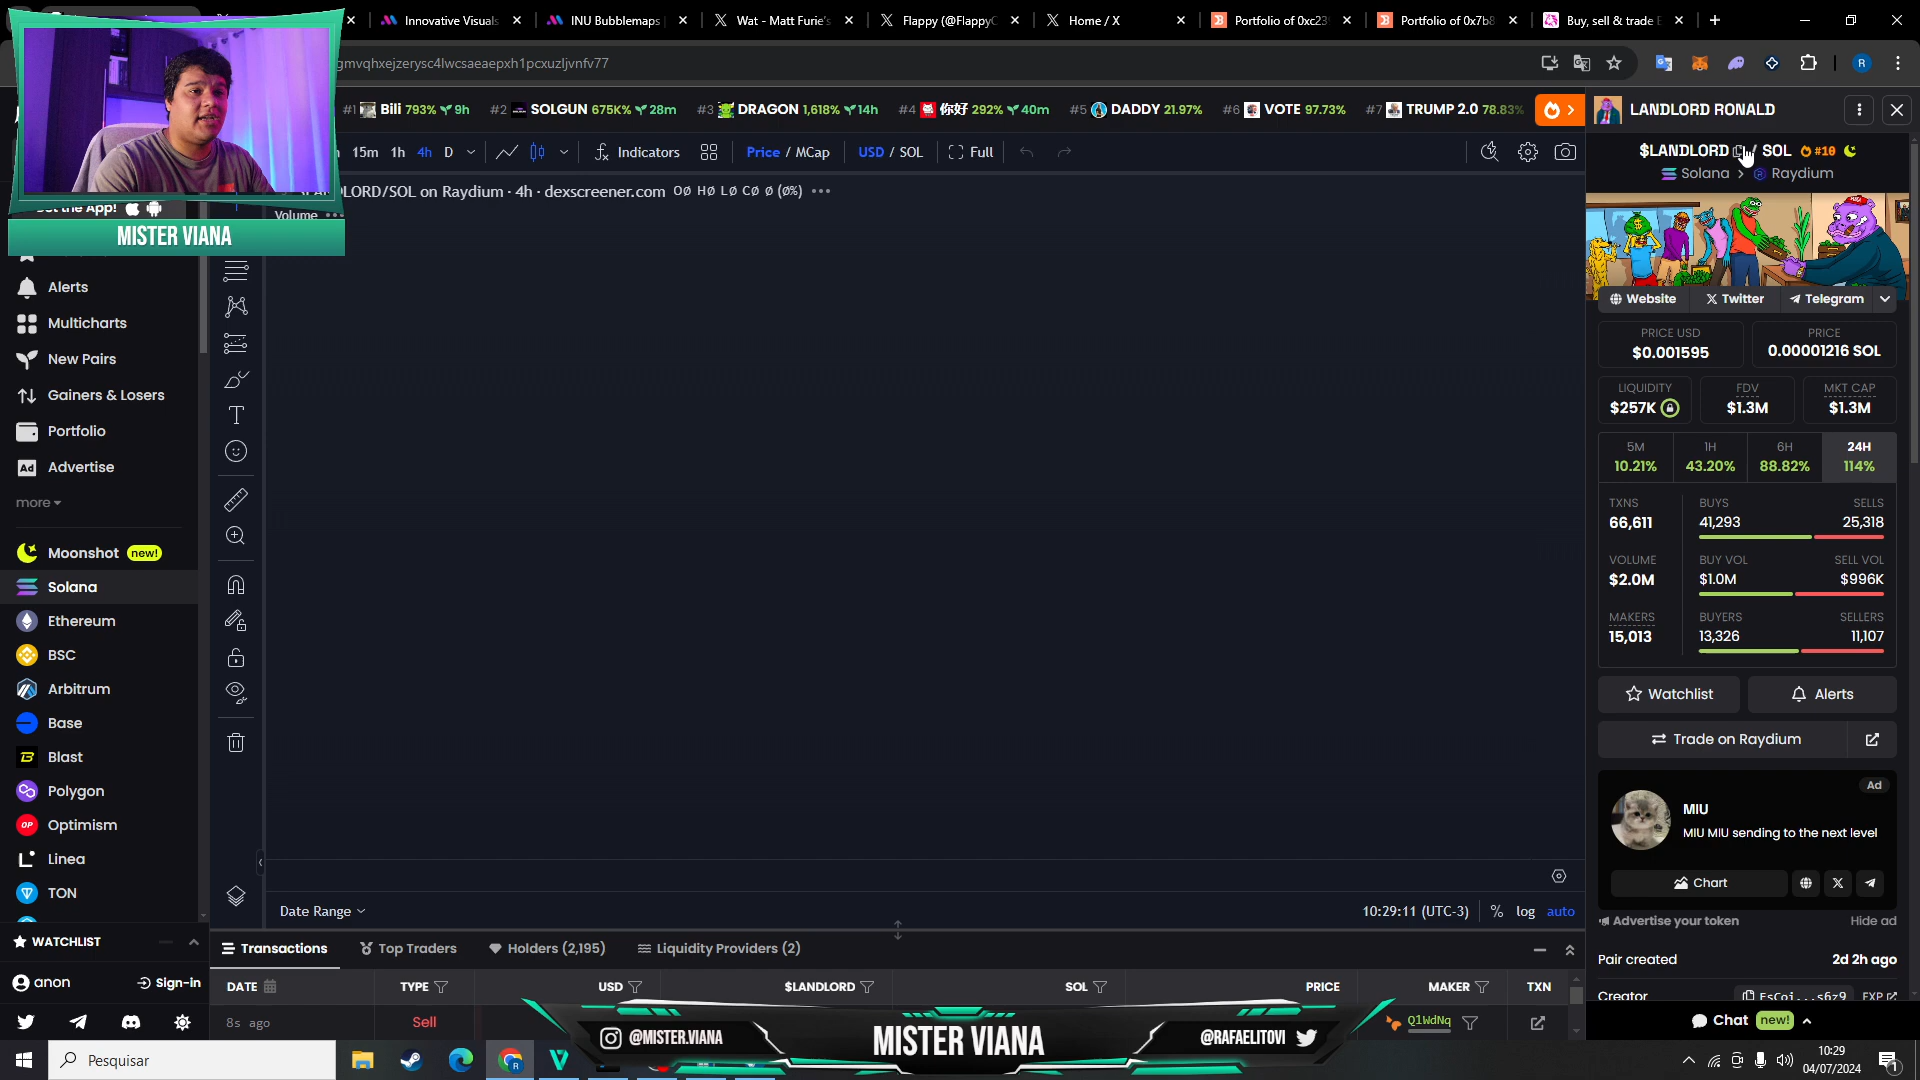 Innovative Visuals
INU Bubblemaps
Wat - Matt Furie's
Flappy (@FlappyC
Home / X
Portfolio of 0xc23
Portfolio of 0x7b8
Buy, sell & trade E
gmvqhxejzerysc4lwcsaeaepxh1pcxuzljvnfv77
R
#1 Bili 793% 9h
#2 SOLGUN 675K% 28m
#3 DRAGON 1,618% 14h
#4 你好 292% 40m
#5 DADDY 21.97%
#6 VOTE 97.73%
#7 TRUMP 2.0 78.83%
LANDLORD RONALD
15m 1h 4h D
Indicators
Price / MCap
USD / SOL
Full
LORD/SOL on Raydium · 4h · dexscreener.com O∅ H∅ L∅ C∅ ∅ (∅%)
Volume
Get the App!
MISTER VIANA
Alerts
Multicharts
New Pairs
Gainers & Losers
Portfolio
Ad Advertise
more
Moonshot new!
Solana
Ethereum
BSC
Arbitrum
Base
Blast
Polygon
OP Optimism
Linea
TON
WATCHLIST
anon
Sign-in
$LANDLORD / SOL #10
Solana > Raydium
Website
Twitter
Telegram
PRICE USD
$0.001595
PRICE
0.00001216 SOL
LIQUIDITY
$257K
FDV
$1.3M
MKT CAP
$1.3M
5M
10.21%
1H
43.20%
6H
88.82%
24H
114%
TXNS
66,611
BUYS
41,293
SELLS
25,318
VOLUME
$2.0M
BUY VOL
$1.0M
SELL VOL
$996K
MAKERS
15,013
BUYERS
13,326
SELLERS
11,107
Watchlist
Alerts
Trade on Raydium
Ad
MIU
MIU MIU sending to the next level
Chart
Advertise your token
Hide ad
Pair created
2d 2h ago
Creator
EsCoi...s6z9
EXP
Chat new!
Date Range
10:29:11 (UTC-3)
%
log
auto
Transactions
Top Traders
Holders (2,195)
Liquidity Providers (2)
DATE
TYPE
USD
$LANDLORD
SOL
PRICE
MAKER
TXN
8s ago
Sell
Q1WdNq
@MISTER.VIANA
MISTER VIANA
@RAFAELITOVI
Pesquisar
10:29
04/07/2024
1